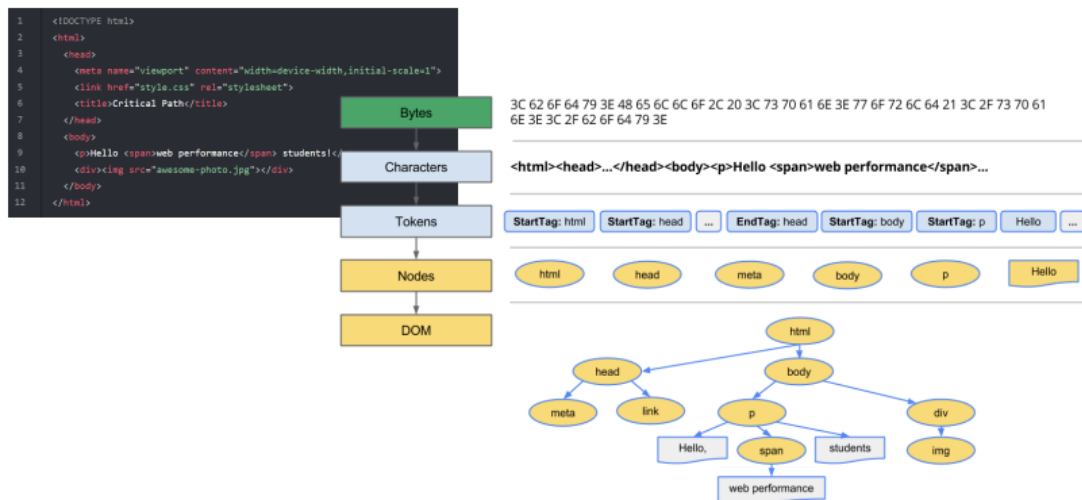 1 <!DOCTYPE html>
2 <html>
3 <head>
4 <meta name="viewport" content="width=device-width,initial-scale=1">
5 <link href="style.css" rel="stylesheet">
6 <title>Critical Path</title>
7 </head>
8 <body>
9 <p>Hello <span>web performance</span> students!</
10 <div><img src="awesome-photo.jpg"></div>
11 </body>
12 </html>
Bytes
3C 62 6F 64 79 3E 48 65 6C 6C 6F 2C 20 3C 73 70 61 6E 3E 77 6F 72 6C 64 21 3C 2F 73 70 61
6E 3E 3C 2F 62 6F 64 79 3E
Characters
<html><head>...</head><body><p>Hello <span>web performance</span>...
Tokens
StartTag: html StartTag: head ... EndTag: head StartTag: body StartTag: p Hello ...
Nodes
html head meta body p Hello
DOM
html
head body
meta link p div
Hello, span students img
web performance